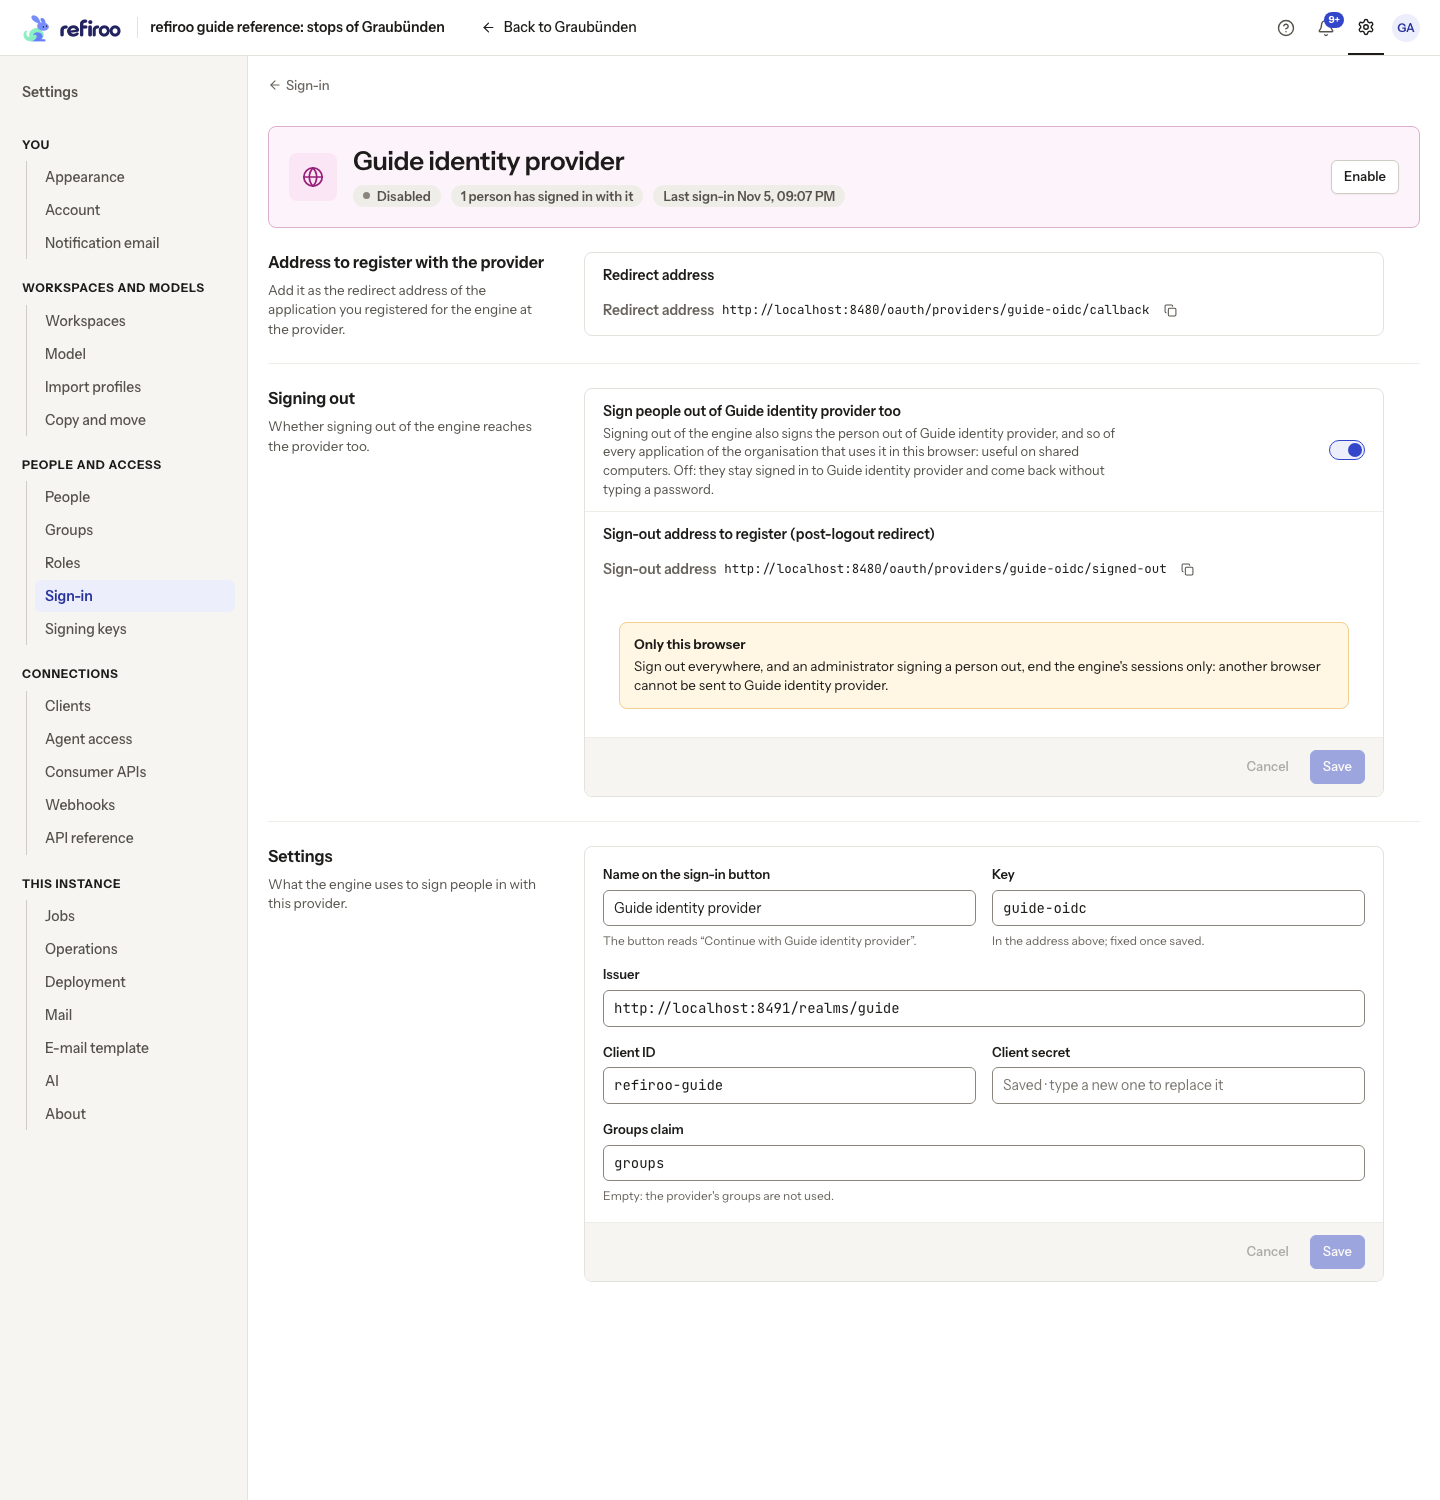 refiroo
refiroo guide reference: stops of Graubünden
← Back to Graubünden
9+
GA
Settings
YOU
Appearance
Account
Notification email
WORKSPACES AND MODELS
Workspaces
Model
Import profiles
Copy and move
PEOPLE AND ACCESS
People
Groups
Roles
Sign-in
Signing keys
CONNECTIONS
Clients
Agent access
Consumer APIs
Webhooks
API reference
THIS INSTANCE
Jobs
Operations
Deployment
Mail
E-mail template
AI
About
← Sign-in
Guide identity provider
Disabled
1 person has signed in with it
Last sign-in Nov 5, 09:07 PM
Enable
Address to register with the provider
Add it as the redirect address of the
application you registered for the engine at
the provider.
Redirect address
Redirect address http://localhost:8480/oauth/providers/guide-oidc/callback
Signing out
Whether signing out of the engine reaches
the provider too.
Sign people out of Guide identity provider too
Signing out of the engine also signs the person out of Guide identity provider, and so of
every application of the organisation that uses it in this browser: useful on shared
computers. Off: they stay signed in to Guide identity provider and come back without
typing a password.
Sign-out address to register (post-logout redirect)
Sign-out address http://localhost:8480/oauth/providers/guide-oidc/signed-out
Only this browser
Sign out everywhere, and an administrator signing a person out, end the engine's sessions only: another browser
cannot be sent to Guide identity provider.
Cancel
Save
Settings
What the engine uses to sign people in with
this provider.
Name on the sign-in button
Guide identity provider
The button reads “Continue with Guide identity provider”.
Key
guide-oidc
In the address above; fixed once saved.
Issuer
http://localhost:8491/realms/guide
Client ID
refiroo-guide
Client secret
Saved · type a new one to replace it
Groups claim
groups
Empty: the provider's groups are not used.
Cancel
Save